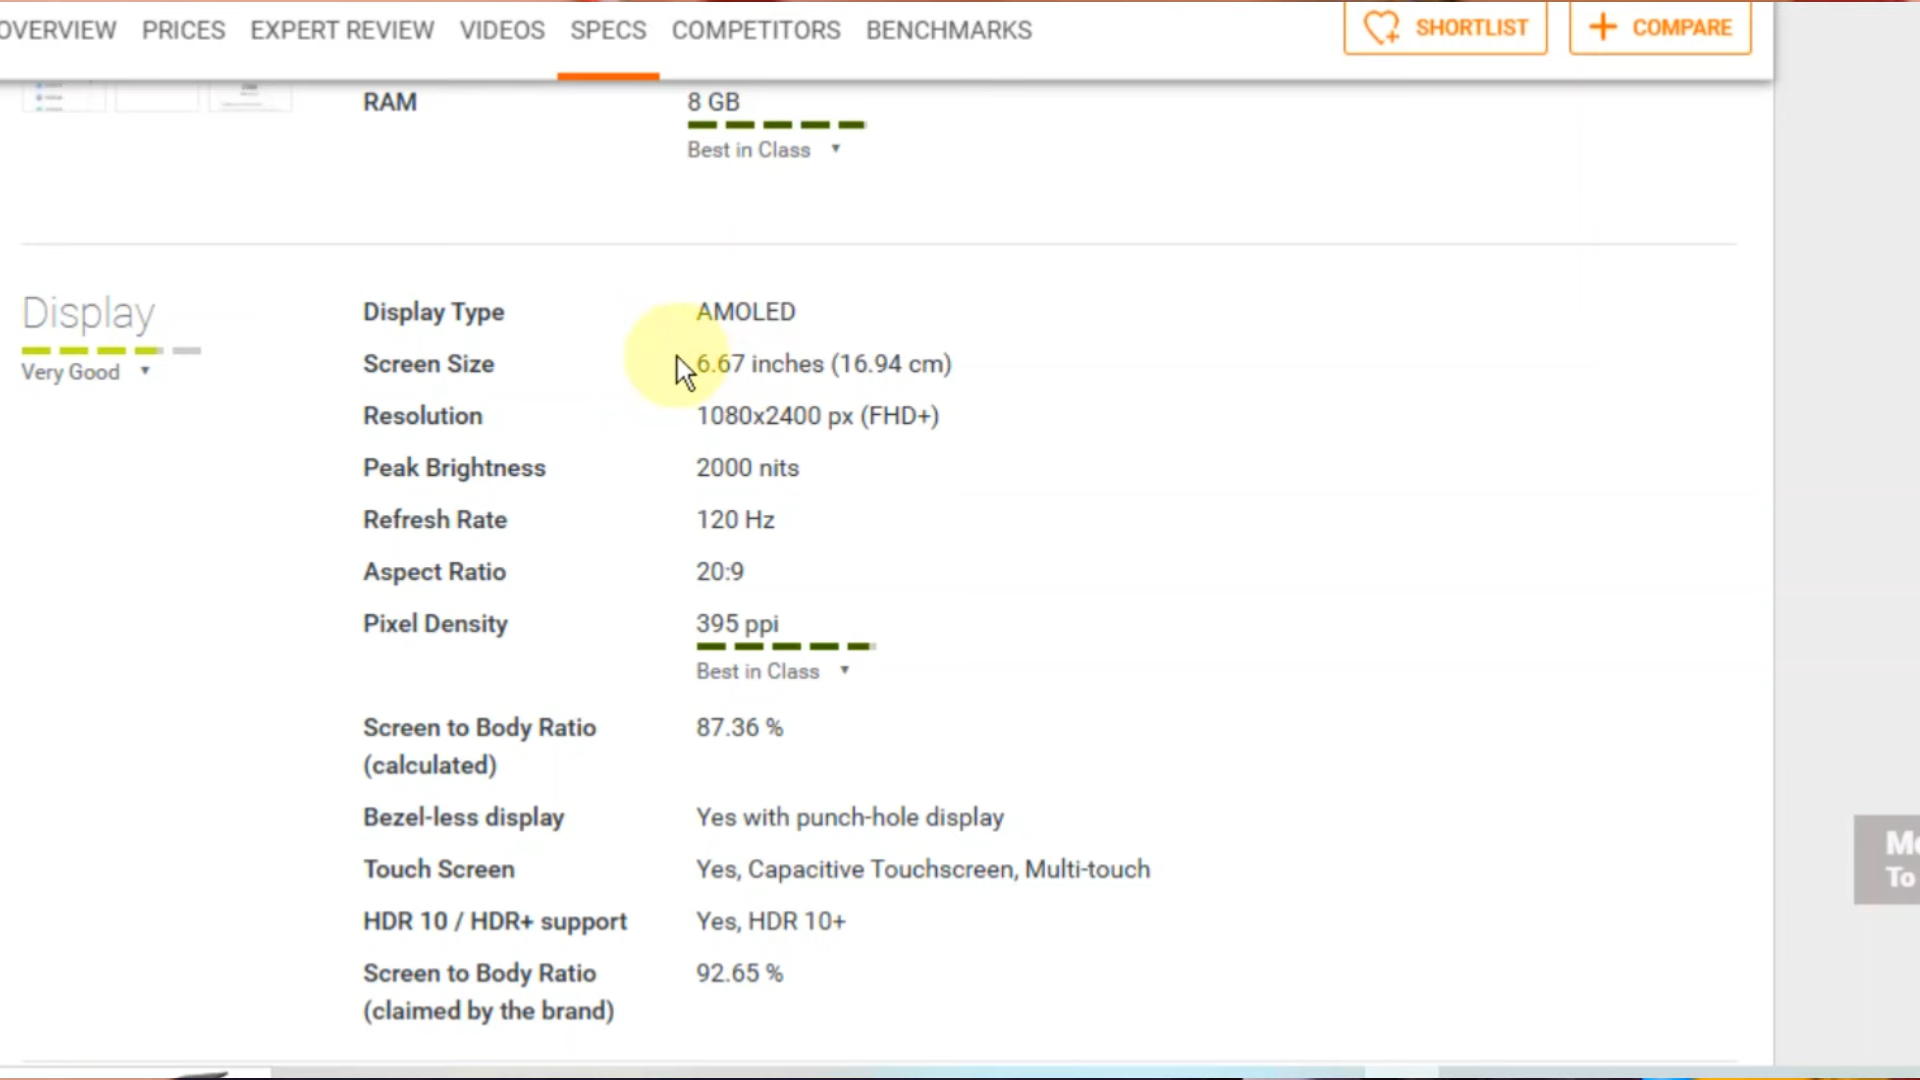 OVERVIEW PRICES EXPERT REVIEW VIDEOS SPECS COMPETITORS BENCHMARKS SHORTLIST COMPARE
RAM 8 GB
Best in Class
Display
Very Good
Display Type AMOLED
Screen Size 6.67 inches (16.94 cm)
Resolution 1080x2400 px (FHD+)
Peak Brightness 2000 nits
Refresh Rate 120 Hz
Aspect Ratio 20:9
Pixel Density 395 ppi
Best in Class
Screen to Body Ratio 87.36 %
(calculated)
Bezel-less display Yes with punch-hole display
Touch Screen Yes, Capacitive Touchscreen, Multi-touch
HDR 10 / HDR+ support Yes, HDR 10+
Screen to Body Ratio 92.65 %
(claimed by the brand)
To